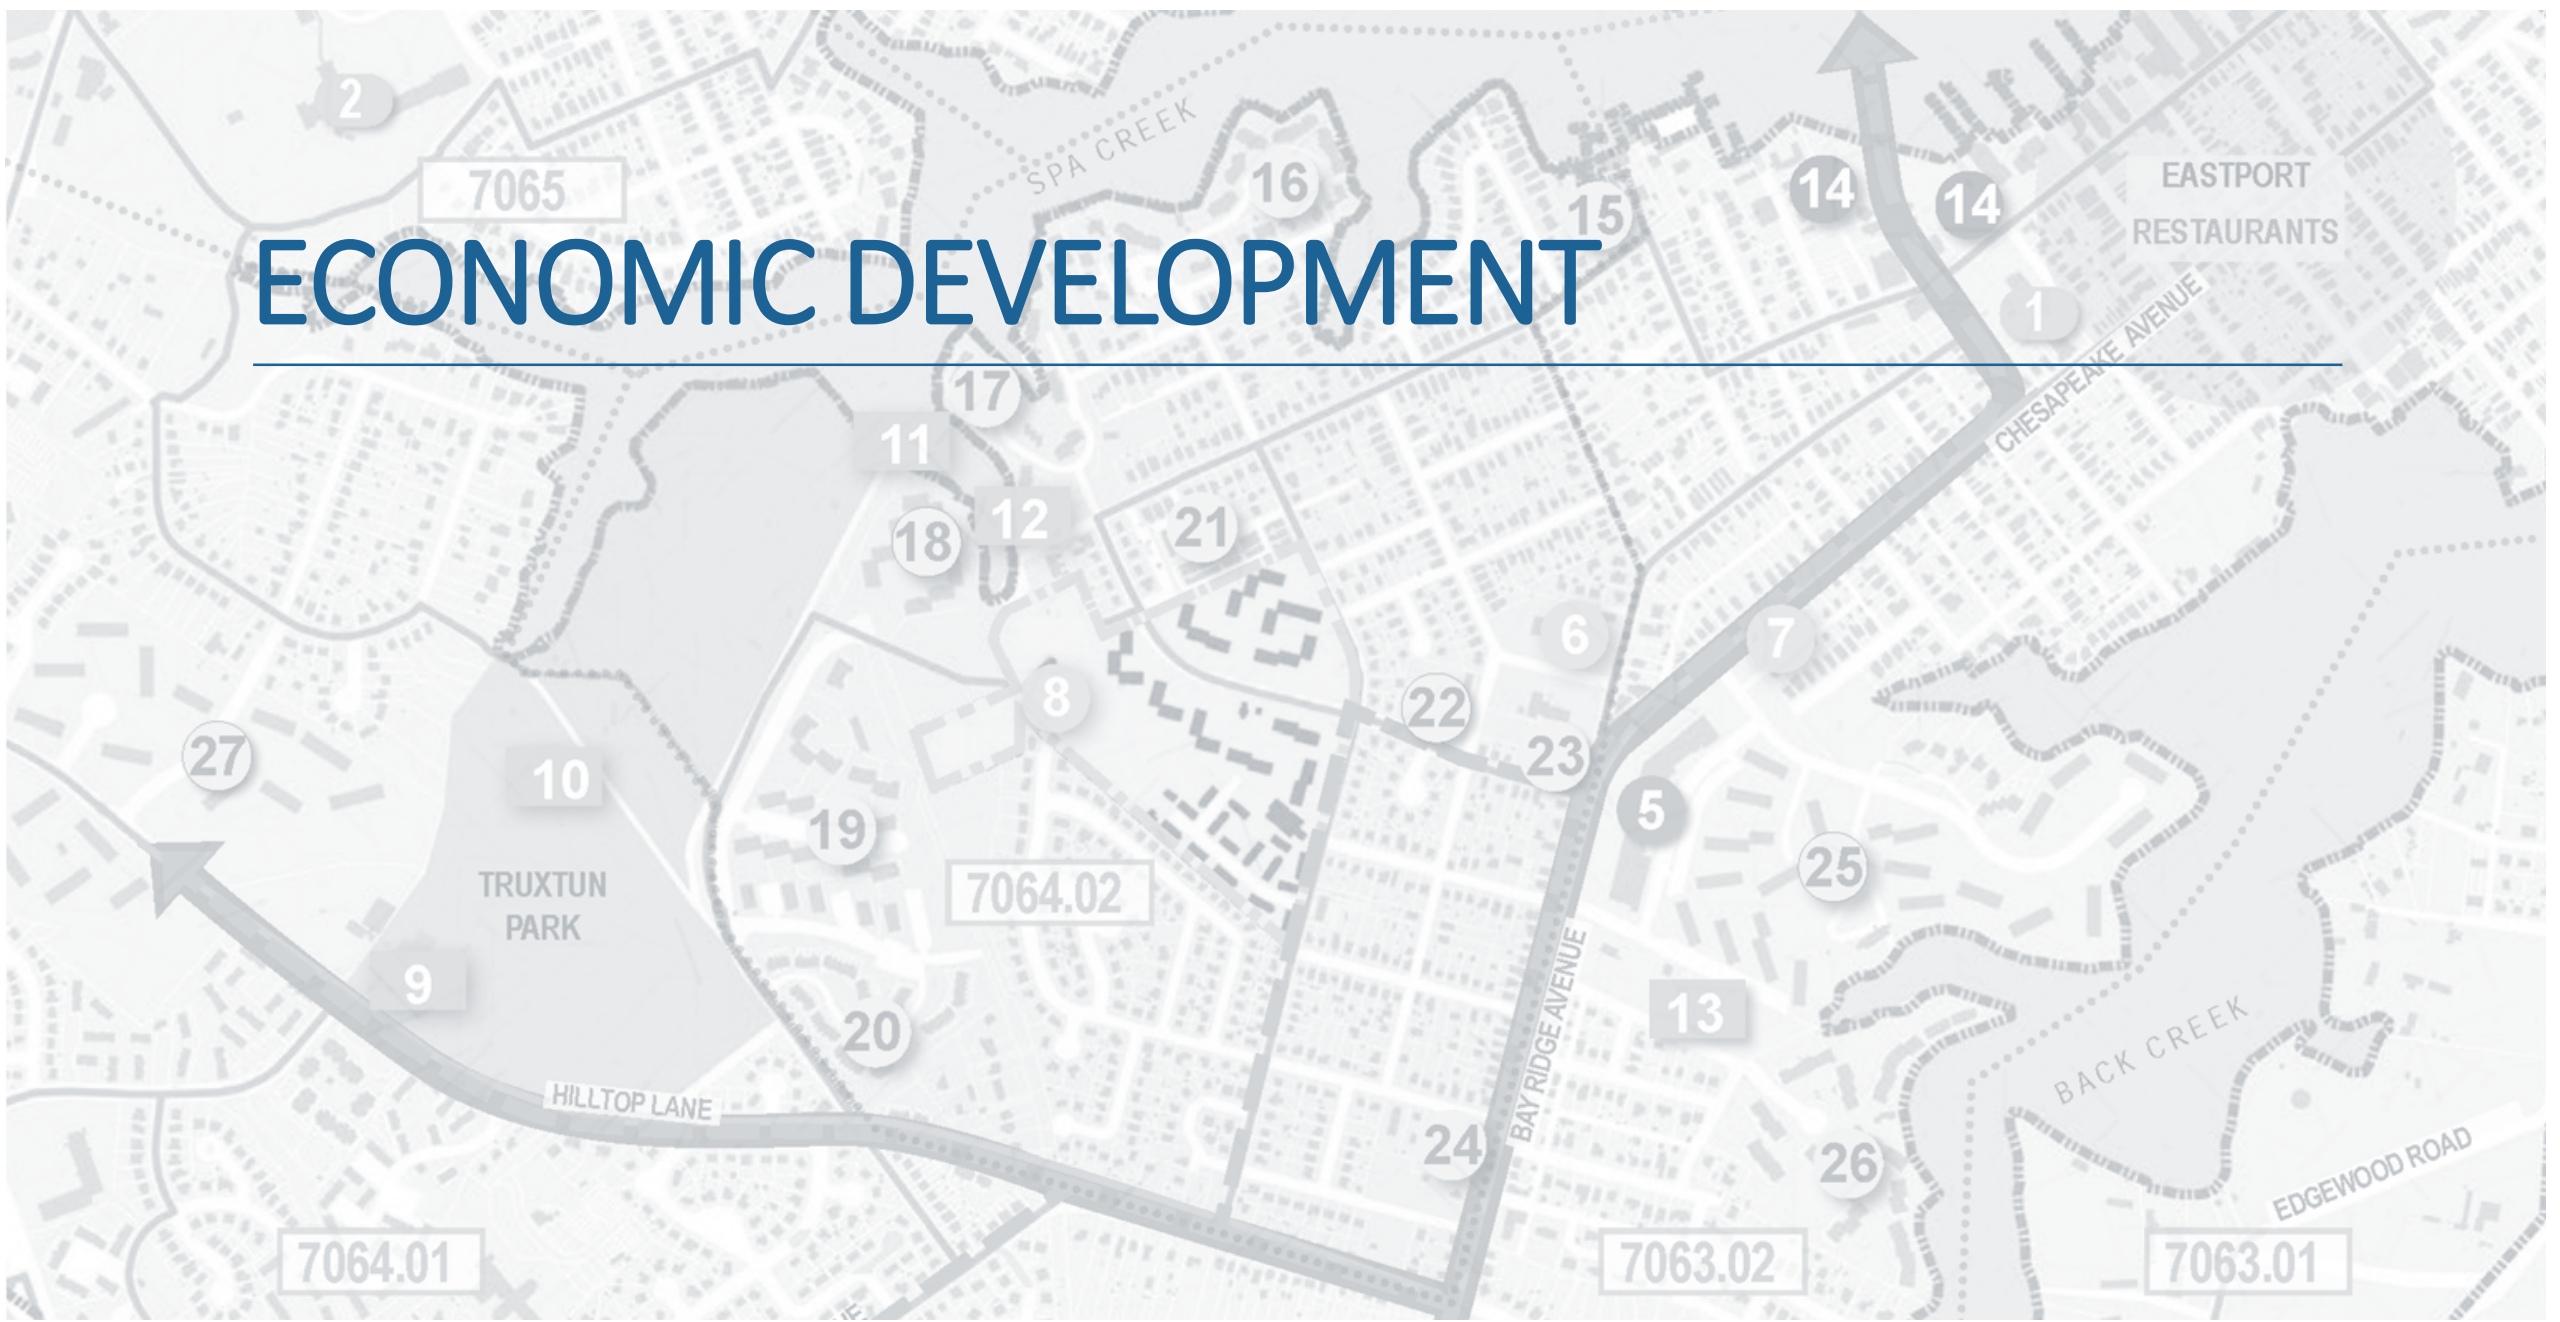 2
7065
SPA CREEK
16
15
14
14
EASTPORT
RESTAURANTS
ECONOMIC DEVELOPMENT
1
CHESAPEAKE AVENUE
17
11
12
18
21
6
7
8
22
23
27
10
5
19
25
TRUXTUN
PARK
7064.02
9
13
20
BAY RIDGE AVENUE
BACK CREEK
HILLTOP LANE
24
26
EDGEWOOD ROAD
7064.01
7063.02
7063.01